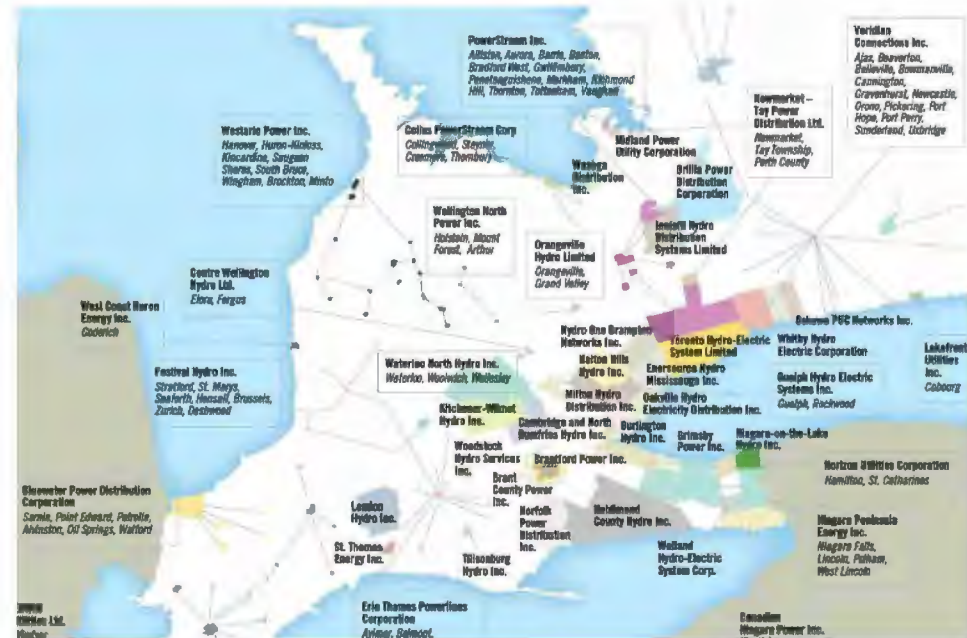 PowerStream Inc.
Alliston, Aurora, Barrie, Beeton,
Bradford West, Gwillimbury,
Penetanguishene, Markham, Richmond
Hill, Thornton, Tottenham, Vaughan
Veridian
Connections Inc.
Ajax, Beaverton,
Belleville, Bowmanville,
Cannington,
Gravenhurst, Newcastle,
Orono, Pickering, Port
Hope, Port Perry,
Sunderland, Uxbridge
Newmarket –
Tay Power
Distribution Ltd.
Newmarket,
Tay Township,
Perth County
Westario Power Inc.
Hanover, Huron-Kinloss,
Kincardine, Saugeen
Shores, South Bruce,
Wingham, Brockton, Minto
Collus PowerStream Corp
Collingwood, Stayner,
Creemore, Thornbury
Midland Power
Utility Corporation
Wasaga
Distribution
Inc.
Orillia Power
Distribution
Corporation
Wellington North
Power Inc.
Holstein, Mount
Forest, Arthur
Innisfil Hydro
Distribution
Systems Limited
Orangeville
Hydro Limited
Orangeville,
Grand Valley
Centre Wellington
Hydro Ltd.
Elora, Fergus
West Coast Huron
Energy Inc.
Goderich
Oshawa PUC Networks Inc.
Hydro One Brampton
Networks Inc.
Toronto Hydro-Electric
System Limited
Whitby Hydro
Electric Corporation
Lakefront
Utilities
Inc.
Cobourg
Festival Hydro Inc.
Stratford, St. Marys,
Seaforth, Hensall, Brussels,
Zurich, Dashwood
Waterloo North Hydro Inc.
Waterloo, Woolwich, Wellesley
Halton Hills
Hydro Inc.
Enersource Hydro
Mississauga Inc.
Guelph Hydro Electric
Systems Inc.
Guelph, Rockwood
Milton Hydro
Distribution Inc.
Oakville Hydro
Electricity Distribution Inc.
Kitchener-Wilmot
Hydro Inc.
Cambridge and North
Dumfries Hydro Inc.
Burlington
Hydro Inc.
Grimsby
Power Inc.
Niagara-on-the-Lake
Hydro Inc.
Woodstock
Hydro Services
Inc.
Brantford Power Inc.
Horizon Utilities Corporation
Hamilton, St. Catharines
Brant
County Power
Inc.
Bluewater Power Distribution
Corporation
Sarnia, Point Edward, Petrolia,
Alvinston, Oil Springs, Watford
London
Hydro Inc.
Norfolk
Power
Distribution
Inc.
Haldimand
County Hydro Inc.
Niagara Peninsula
Energy Inc.
Niagara Falls,
Lincoln, Pelham,
West Lincoln
St. Thomas
Energy Inc.
Tillsonburg
Hydro Inc.
Welland
Hydro-Electric
System Corp.
Erie Thames Powerlines
Corporation
Aylmer, Belmont,
Canadian
Niagara Power Inc.